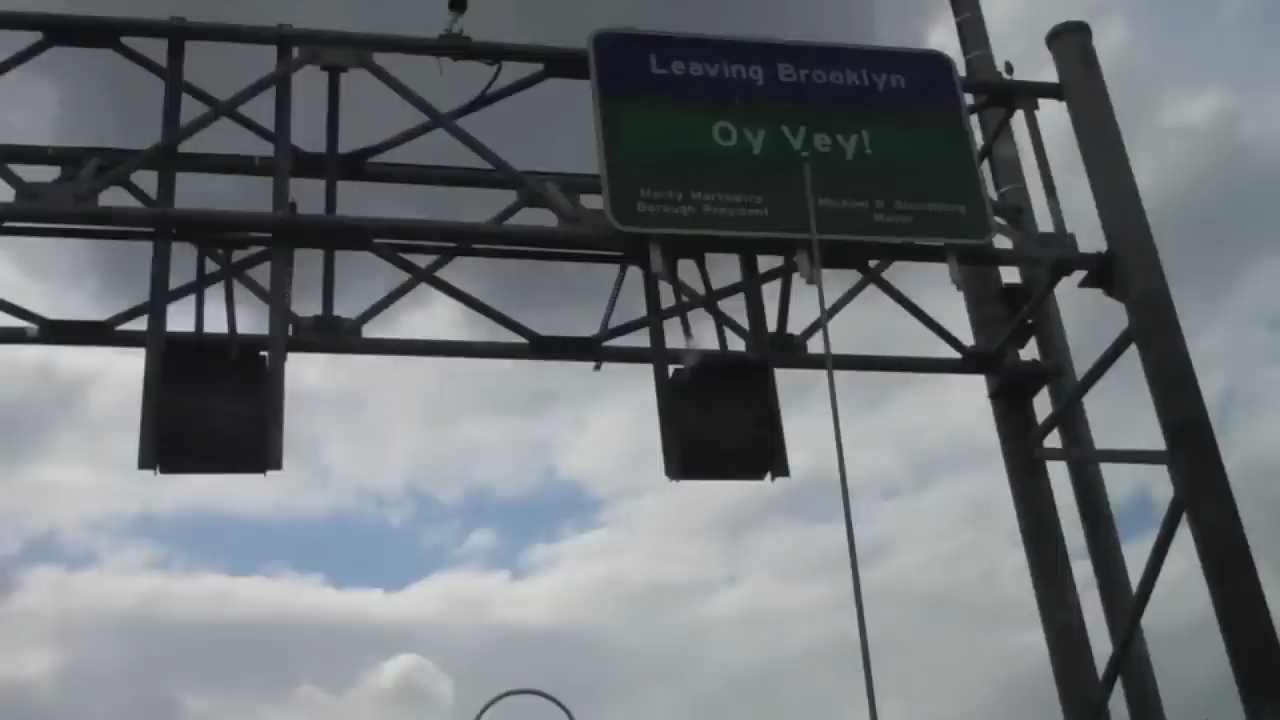 Leaving Brooklyn
Oy Vey!
Marty Markowitz
Borough President
Michael R. Bloomberg
Mayor